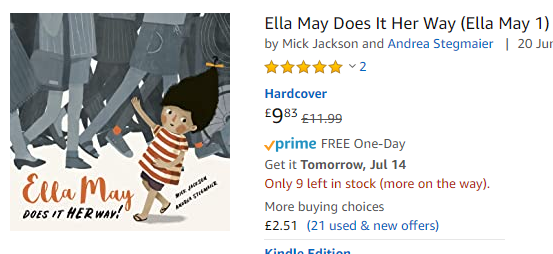 Ella May
DOES IT HER WAY!
MICK JACKSON
ANDREA STEGMAIER
Ella May Does It Her Way (Ella May 1)
by Mick Jackson and Andrea Stegmaier | 20 Jun
2
Hardcover
£9⁸³ £11.99
prime FREE One-Day
Get it Tomorrow, Jul 14
Only 9 left in stock (more on the way).
More buying choices
£2.51 (21 used & new offers)
Kindle Edition